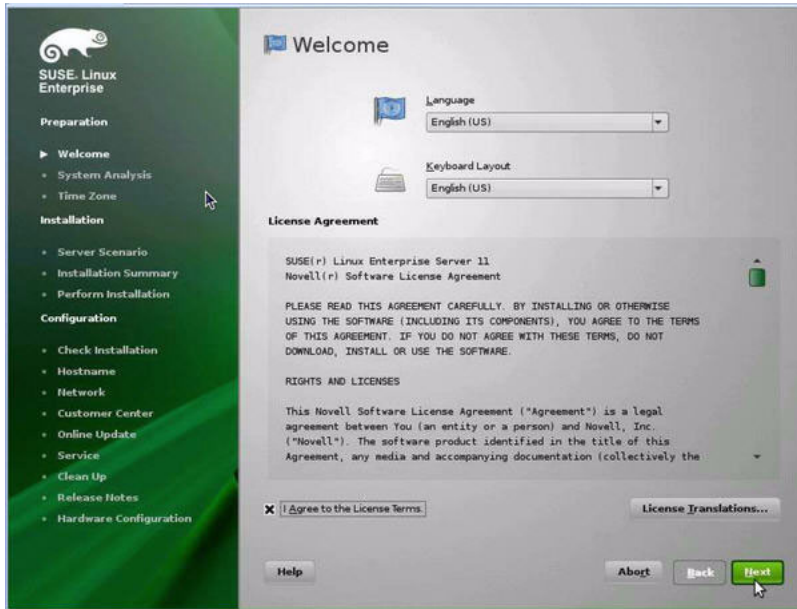 SUSE. Linux
Enterprise
Preparation
Welcome
System Analysis
Time Zone
Installation
Server Scenario
Installation Summary
Perform Installation
Configuration
Check Installation
Hostname
Network
Customer Center
Online Update
Service
Clean Up
Release Notes
Hardware Configuration
Welcome
Language
English (US)
Keyboard Layout
English (US)
License Agreement
SUSE(r) Linux Enterprise Server 11
Novell(r) Software License Agreement
PLEASE READ THIS AGREEMENT CAREFULLY. BY INSTALLING OR OTHERWISE
USING THE SOFTWARE (INCLUDING ITS COMPONENTS), YOU AGREE TO THE TERMS
OF THIS AGREEMENT. IF YOU DO NOT AGREE WITH THESE TERMS, DO NOT
DOWNLOAD, INSTALL OR USE THE SOFTWARE.
RIGHTS AND LICENSES
This Novell Software License Agreement ("Agreement") is a legal
agreement between You (an entity or a person) and Novell, Inc.
("Novell"). The software product identified in the title of this
Agreement, any media and accompanying documentation (collectively the
I Agree to the License Terms.
License Translations...
Help
Abort
Back
Next